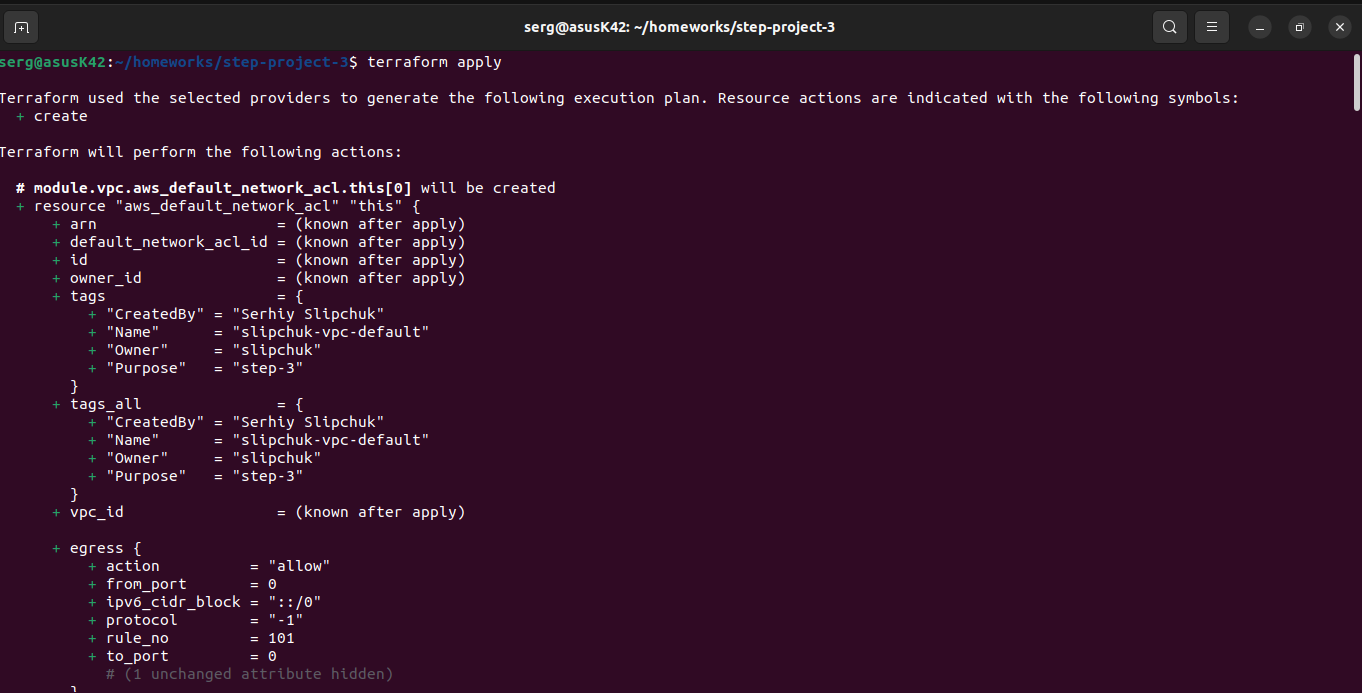 serg@asusK42: ~/homeworks/step-project-3
serg@asusK42:~/homeworks/step-project-3$ terraform apply
Terraform used the selected providers to generate the following execution plan. Resource actions are indicated with the following symbols:
  + create
Terraform will perform the following actions:
  # module.vpc.aws_default_network_acl.this[0] will be created
  + resource "aws_default_network_acl" "this" {
      + arn                    = (known after apply)
      + default_network_acl_id = (known after apply)
      + id                     = (known after apply)
      + owner_id               = (known after apply)
      + tags                   = {
          + "CreatedBy" = "Serhiy Slipchuk"
          + "Name"      = "slipchuk-vpc-default"
          + "Owner"     = "slipchuk"
          + "Purpose"   = "step-3"
        }
      + tags_all               = {
          + "CreatedBy" = "Serhiy Slipchuk"
          + "Name"      = "slipchuk-vpc-default"
          + "Owner"     = "slipchuk"
          + "Purpose"   = "step-3"
        }
      + vpc_id                 = (known after apply)
      + egress {
          + action          = "allow"
          + from_port       = 0
          + ipv6_cidr_block = "::/0"
          + protocol        = "-1"
          + rule_no         = 101
          + to_port         = 0
            # (1 unchanged attribute hidden)
        }